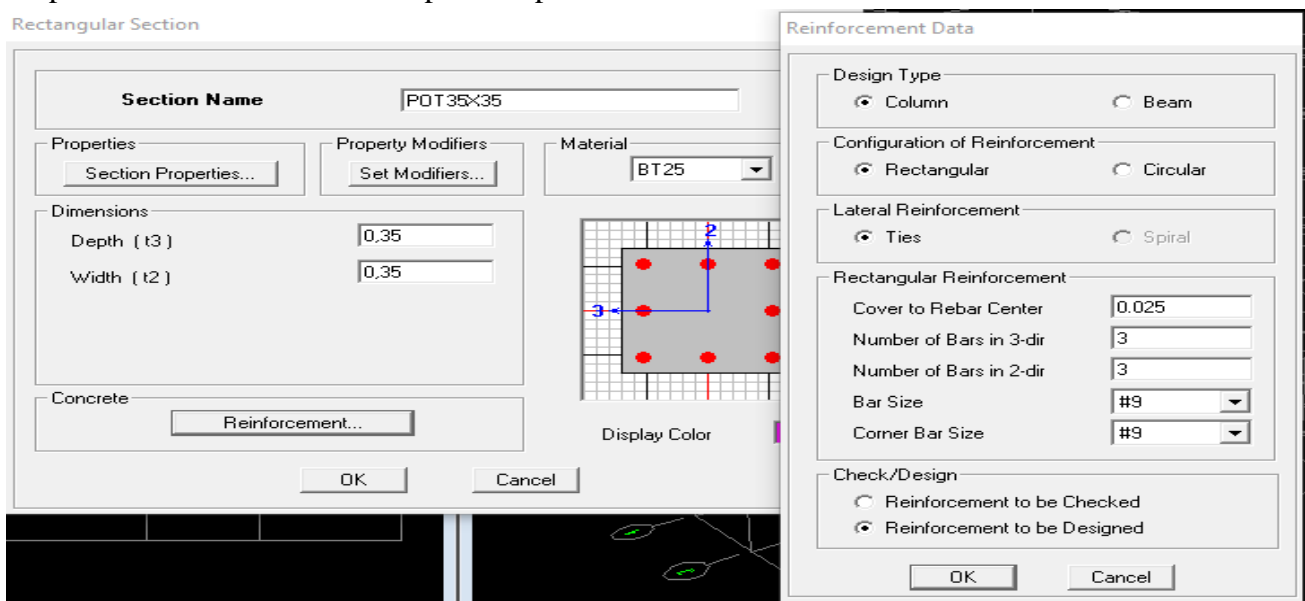 Rectangular Section
Section Name POT35X35
Properties
Section Properties...
Property Modifiers
Set Modifiers...
Material
BT25
Dimensions
Depth ( t3 ) 0,35
Width ( t2 ) 0,35
2
3
Concrete
Reinforcement...
Display Color
OK Cancel
Reinforcement Data
Design Type
Column Beam
Configuration of Reinforcement
Rectangular Circular
Lateral Reinforcement
Ties Spiral
Rectangular Reinforcement
Cover to Rebar Center 0.025
Number of Bars in 3-dir 3
Number of Bars in 2-dir 3
Bar Size #9
Corner Bar Size #9
Check/Design
Reinforcement to be Checked
Reinforcement to be Designed
OK Cancel